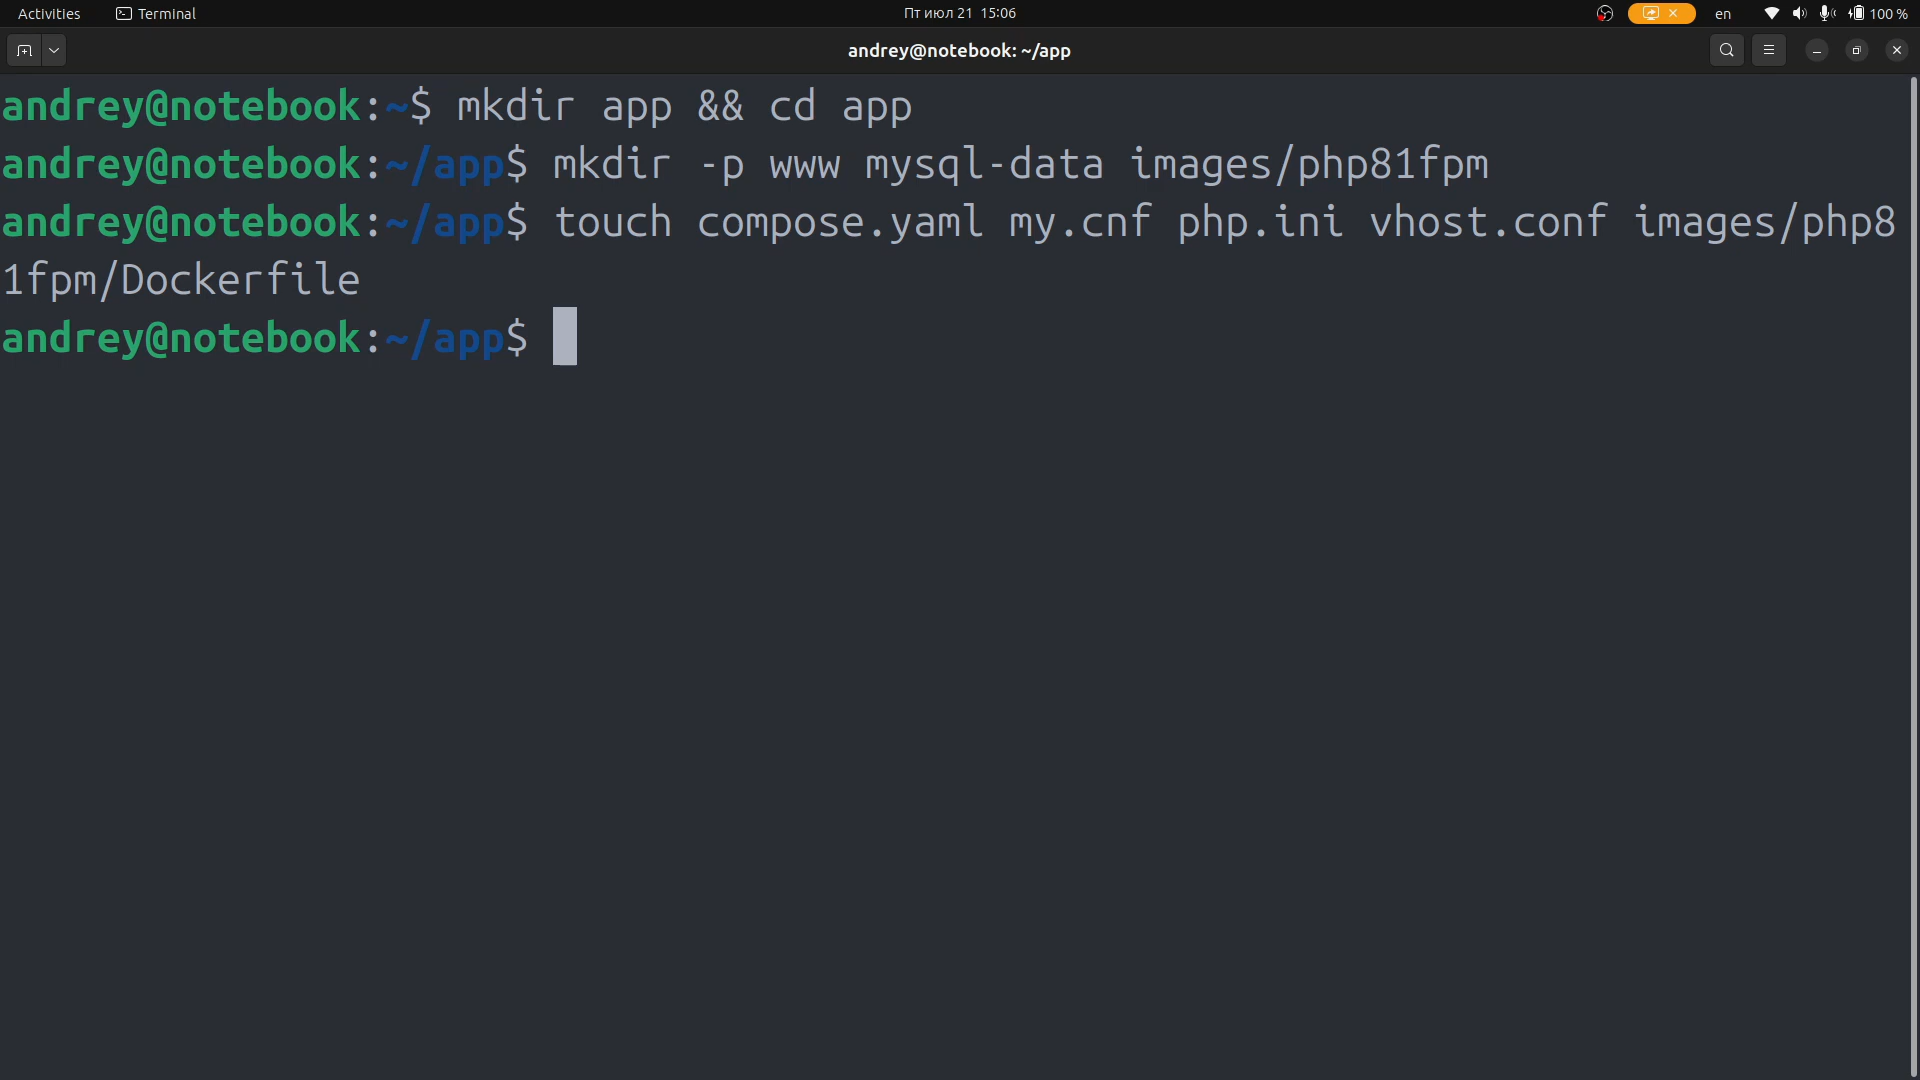 Activities Terminal Пт июл 21 15:06 en 100 %
andrey@notebook: ~/app
andrey@notebook:~$ mkdir app && cd app
andrey@notebook:~/app$ mkdir -p www mysql-data images/php81fpm
andrey@notebook:~/app$ touch compose.yaml my.cnf php.ini vhost.conf images/php8
1fpm/Dockerfile
andrey@notebook:~/app$